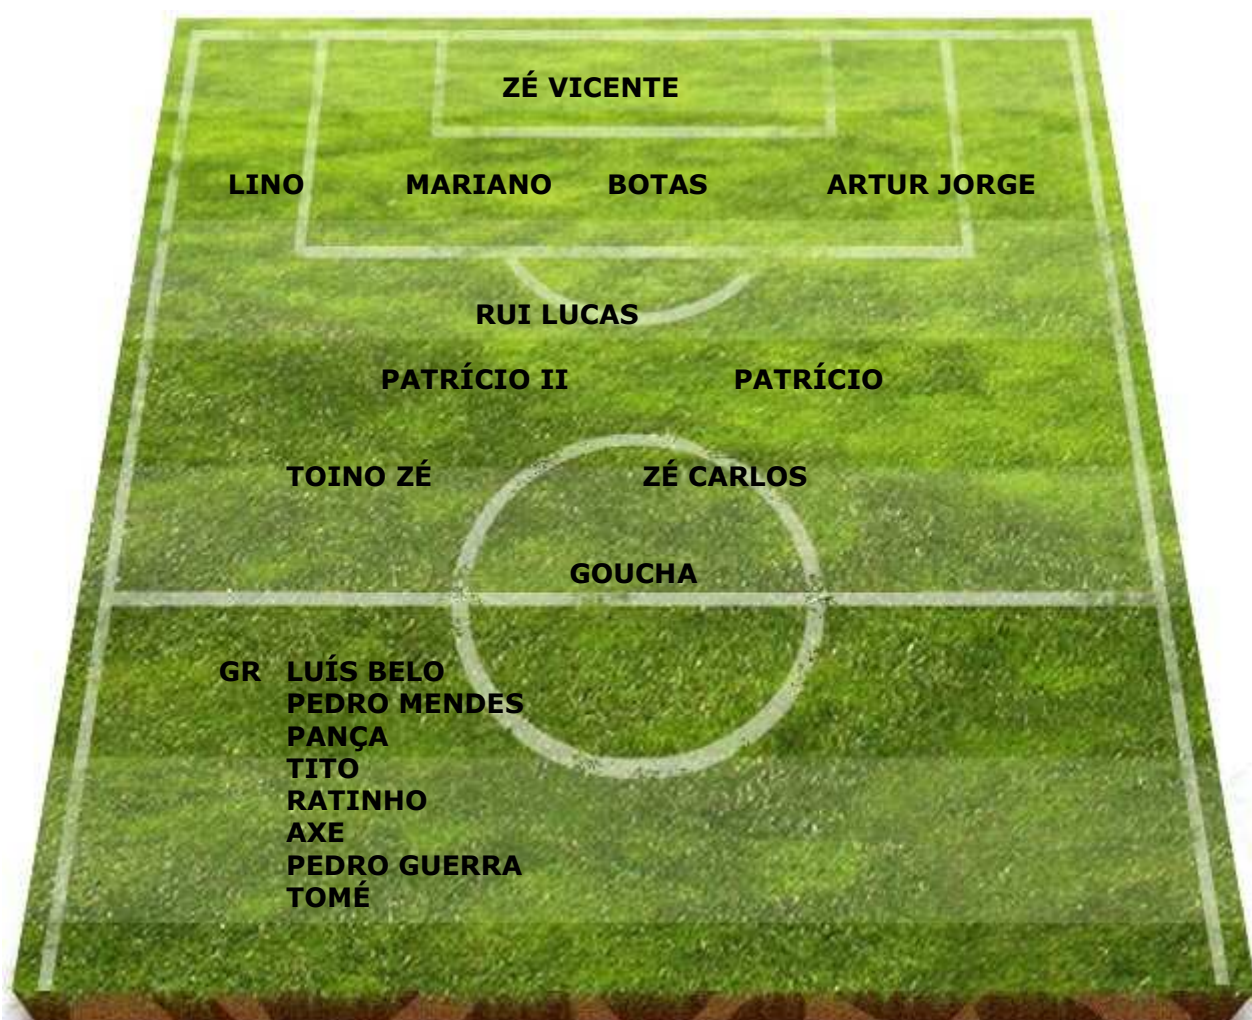 ZÉ VICENTE
LINO MARIANO BOTAS ARTUR JORGE
RUI LUCAS
PATRÍCIO II PATRÍCIO
TOINO ZÉ ZÉ CARLOS
GOUCHA
GR LUÍS BELO
PEDRO MENDES
PANÇA
TITO
RATINHO
AXE
PEDRO GUERRA
TOMÉ